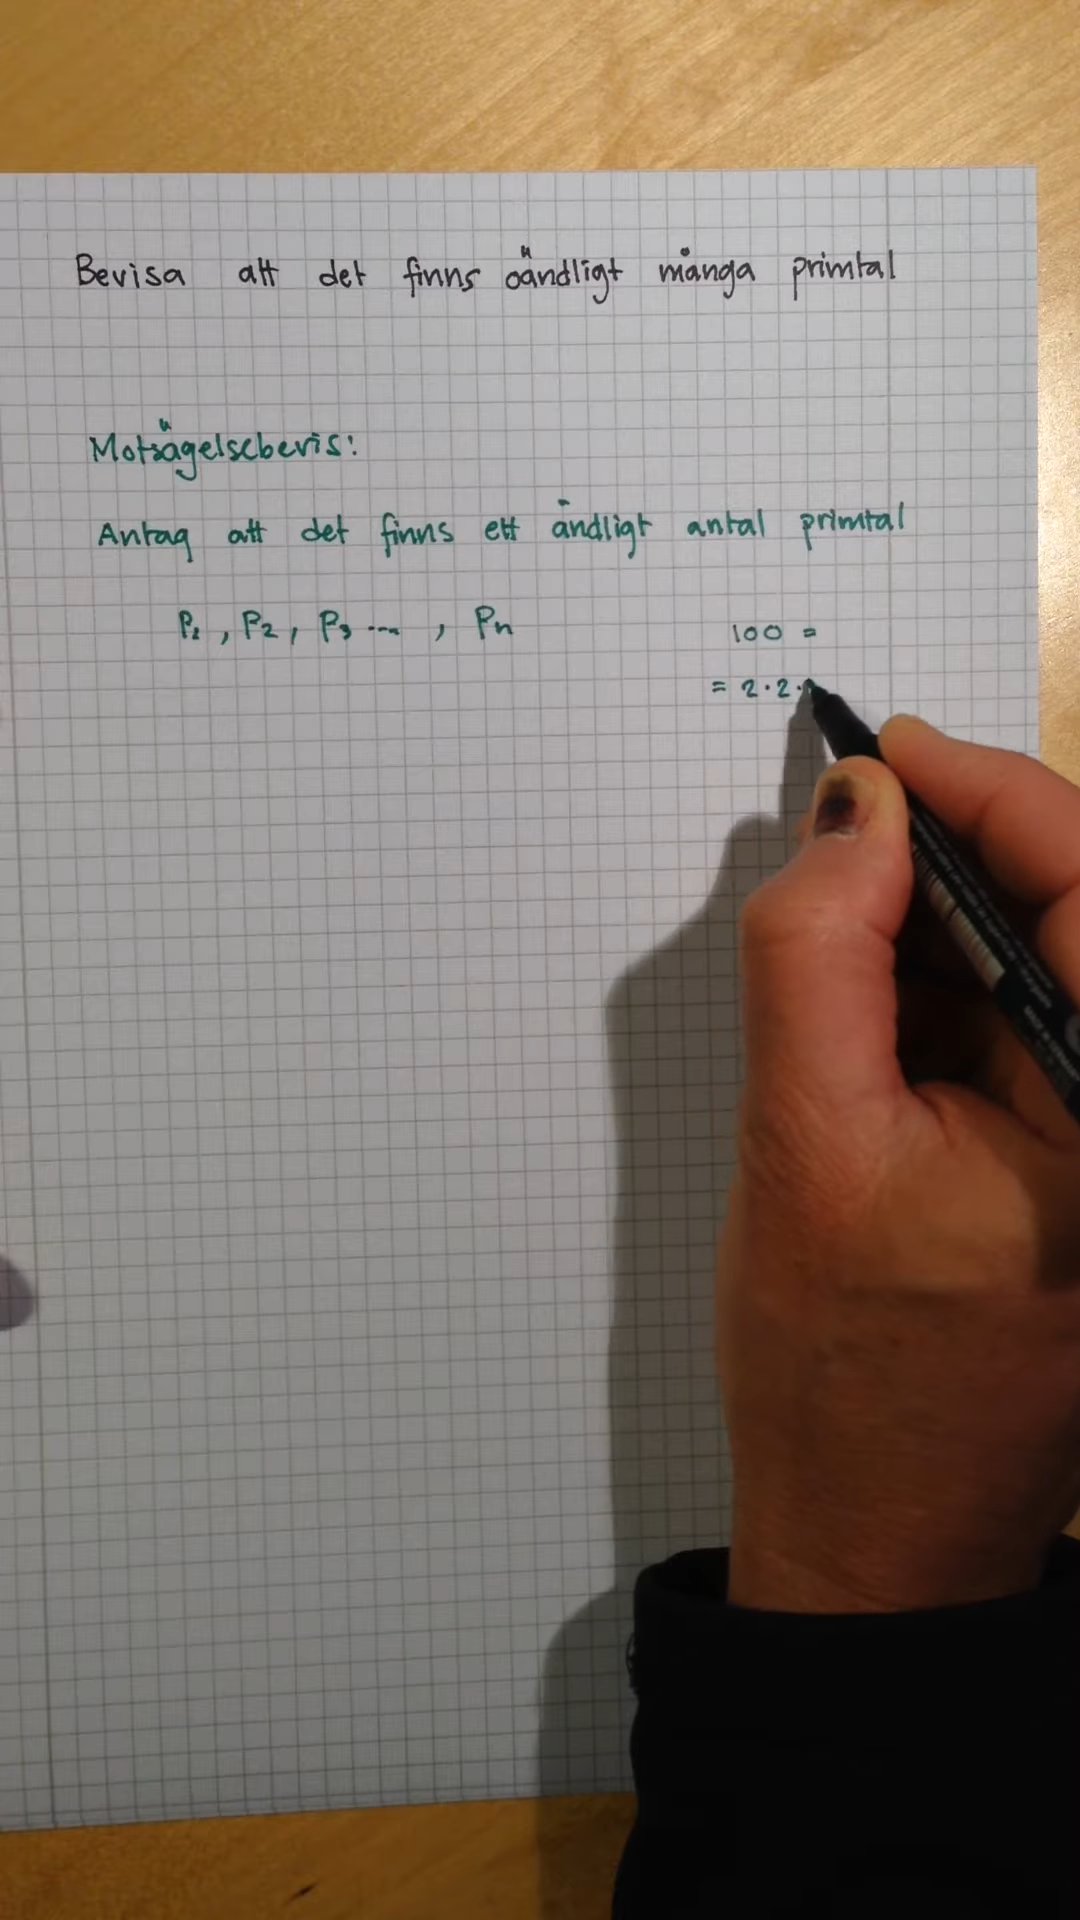 Bevisa att det finns oändligt många primtal
Motsägelsebevis:
Antag att det finns ett ändligt antal primtal
P₁, P₂, P₃ ...., Pn
100 =
= 2·2·